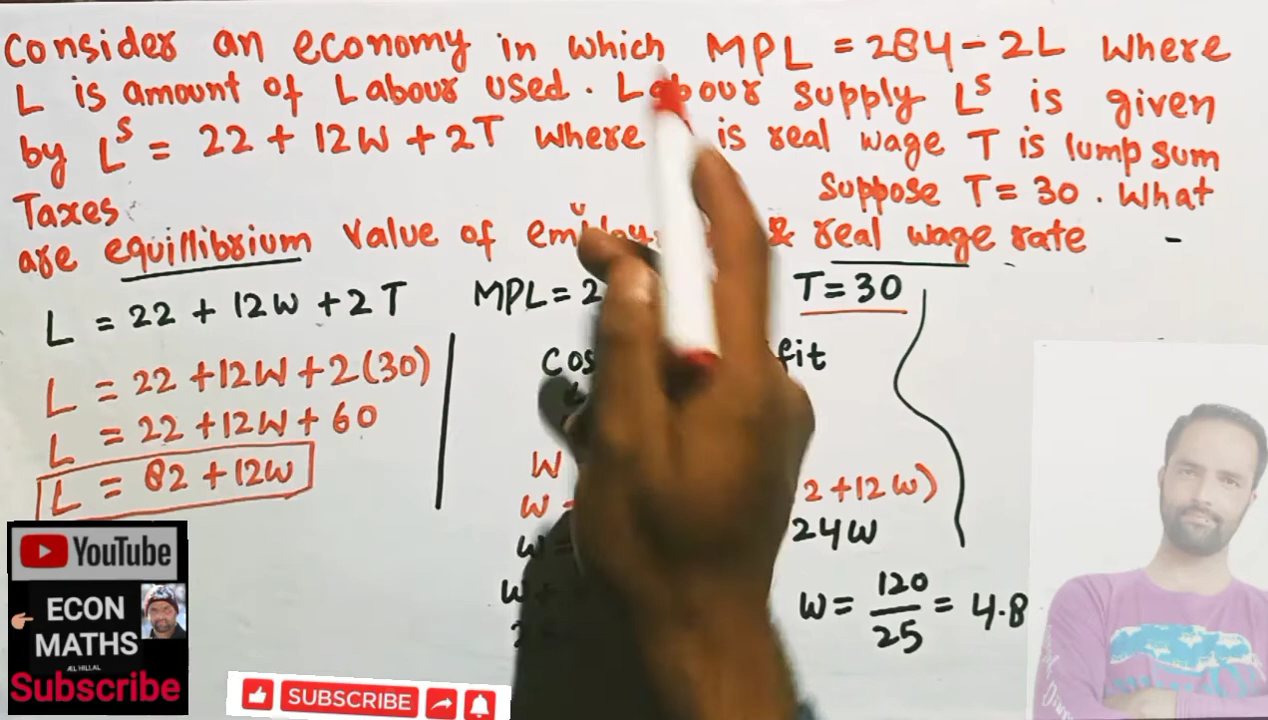 Consider an economy in which MPL = 284 - 2L Where
L is amount of Labour used. Labour supply Lˢ is given
by Lˢ = 22 + 12W + 2T where is real wage T is lump sum
Taxes suppose T = 30. What
are equillibrium value of & real wage rate -
L = 22 + 12W + 2T
L = 22 + 12W + 2(30)
L = 22 + 12W + 60
L = 82 + 12W
MPL = 2
T = 30
W
W
2 + 12W)
W = 24W
W
W = 120/25 = 4.8
YouTube
ECON
MATHS
Subscribe
SUBSCRIBE